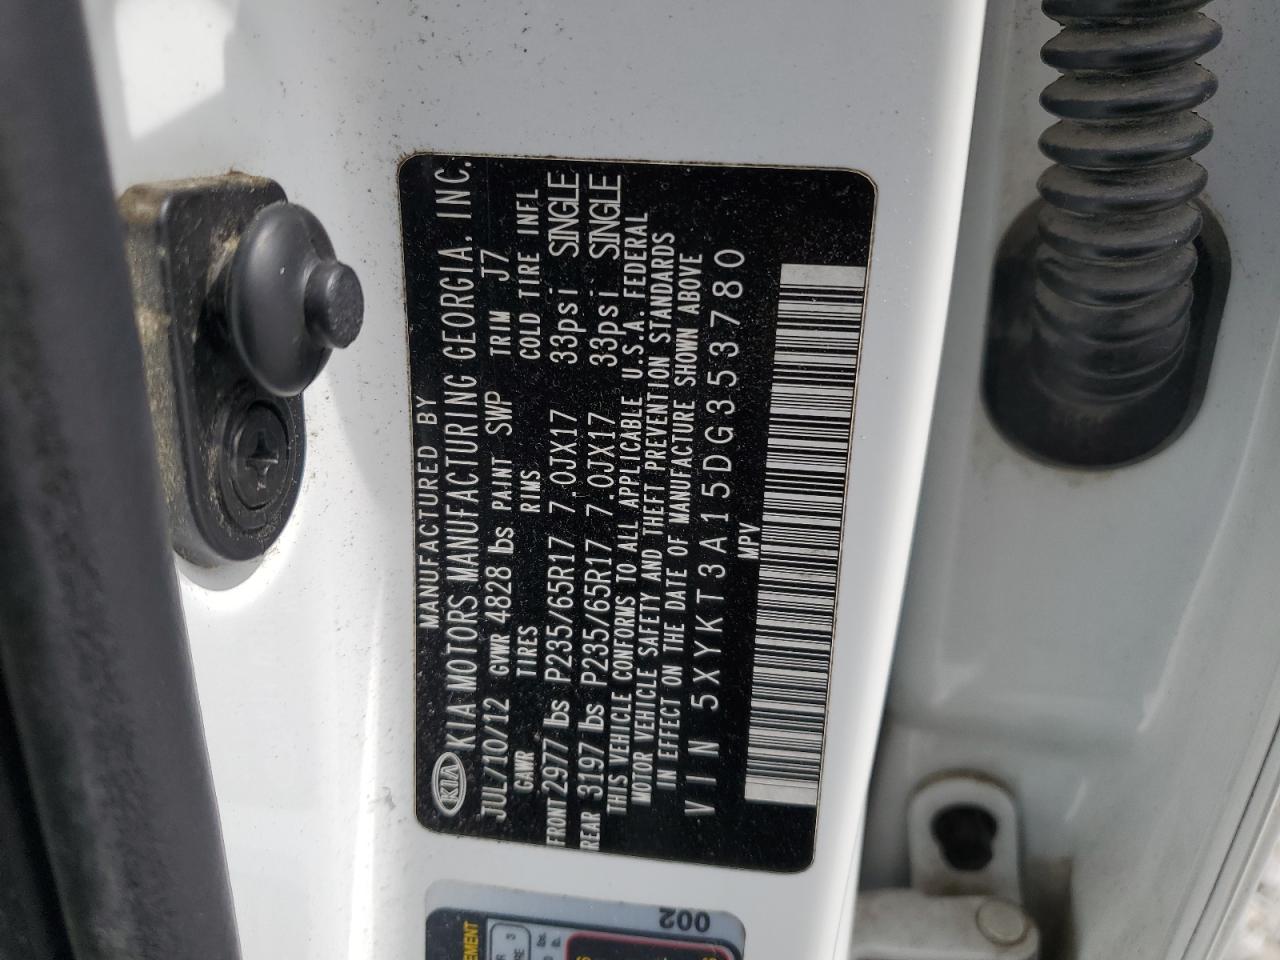 MANUFACTURED BY
KIA KIA MOTORS MANUFACTURING GEORGIA, INC.
JUL/10/12 GVWR 4828 lbs PAINT SWP TRIM J7
GAWR TIRES RIMS COLD TIRE INFL
FRONT 2977 lbs P235/65R17 7.0JX17 33psi SINGLE
REAR 3197 lbs P235/65R17 7.0JX17 33psi SINGLE
THIS VEHICLE CONFORMS TO ALL APPLICABLE U.S.A. FEDERAL
MOTOR VEHICLE SAFETY AND THEFT PREVENTION STANDARDS
IN EFFECT ON THE DATE OF MANUFACTURE SHOWN ABOVE
VIN 5XYKT3A15DG353780
MPV
002